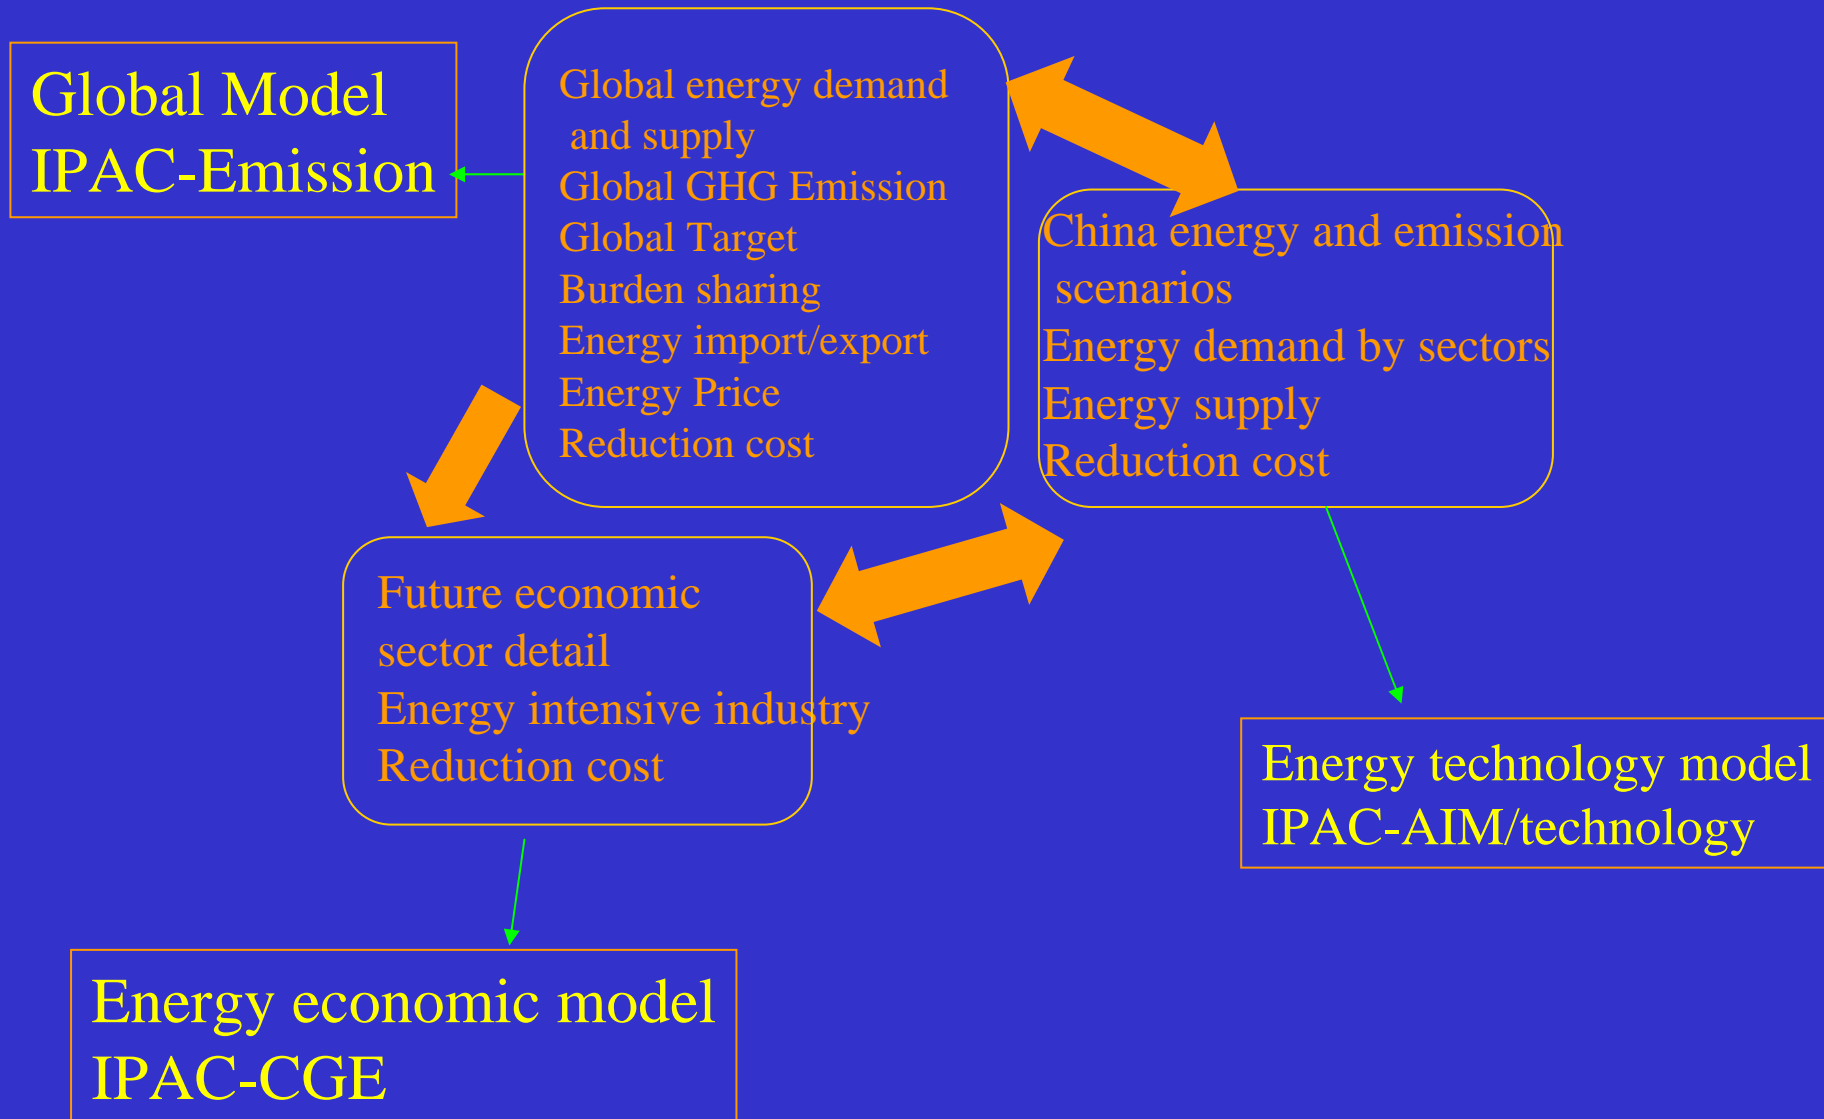 Global Model
IPAC-Emission
Global energy demand
and supply
Global GHG Emission
Global Target
Burden sharing
Energy import/export
Energy Price
Reduction cost
China energy and emission
scenarios
Energy demand by sectors
Energy supply
Reduction cost
Future economic
sector detail
Energy intensive industry
Reduction cost
Energy technology model
IPAC-AIM/technology
Energy economic model
IPAC-CGE